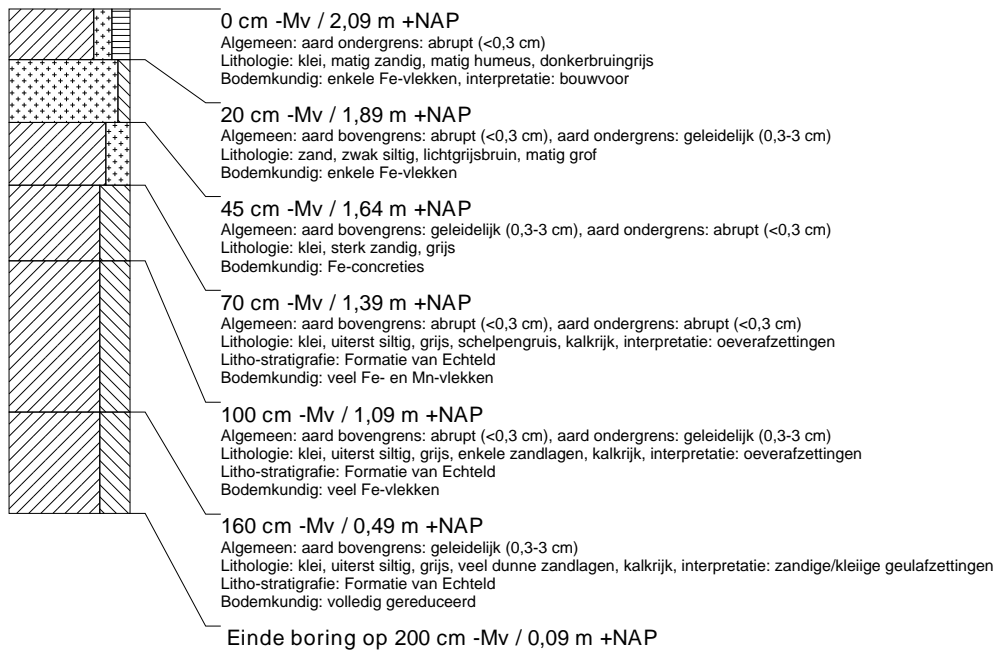 0 cm -Mv / 2,09 m +NAP
Algemeen: aard ondergrens: abrupt (<0,3 cm)
Lithologie: klei, matig zandig, matig humeus, donkerbruingrijs
Bodemkundig: enkele Fe-vlekken, interpretatie: bouwvoor
20 cm -Mv / 1,89 m +NAP
Algemeen: aard bovengrens: abrupt (<0,3 cm), aard ondergrens: geleidelijk (0,3-3 cm)
Lithologie: zand, zwak siltig, lichtgrijsbruin, matig grof
Bodemkundig: enkele Fe-vlekken
45 cm -Mv / 1,64 m +NAP
Algemeen: aard bovengrens: geleidelijk (0,3-3 cm), aard ondergrens: abrupt (<0,3 cm)
Lithologie: klei, sterk zandig, grijs
Bodemkundig: Fe-concreties
70 cm -Mv / 1,39 m +NAP
Algemeen: aard bovengrens: abrupt (<0,3 cm), aard ondergrens: abrupt (<0,3 cm)
Lithologie: klei, uiterst siltig, grijs, schelpengruis, kalkrijk, interpretatie: oeverafzettingen
Litho-stratigrafie: Formatie van Echteld
Bodemkundig: veel Fe- en Mn-vlekken
100 cm -Mv / 1,09 m +NAP
Algemeen: aard bovengrens: abrupt (<0,3 cm), aard ondergrens: geleidelijk (0,3-3 cm)
Lithologie: klei, uiterst siltig, grijs, enkele zandlagen, kalkrijk, interpretatie: oeverafzettingen
Litho-stratigrafie: Formatie van Echteld
Bodemkundig: veel Fe-vlekken
160 cm -Mv / 0,49 m +NAP
Algemeen: aard bovengrens: geleidelijk (0,3-3 cm)
Lithologie: klei, uiterst siltig, grijs, veel dunne zandlagen, kalkrijk, interpretatie: zandige/kleiige geulafzettingen
Litho-stratigrafie: Formatie van Echteld
Bodemkundig: volledig gereduceerd
Einde boring op 200 cm -Mv / 0,09 m +NAP